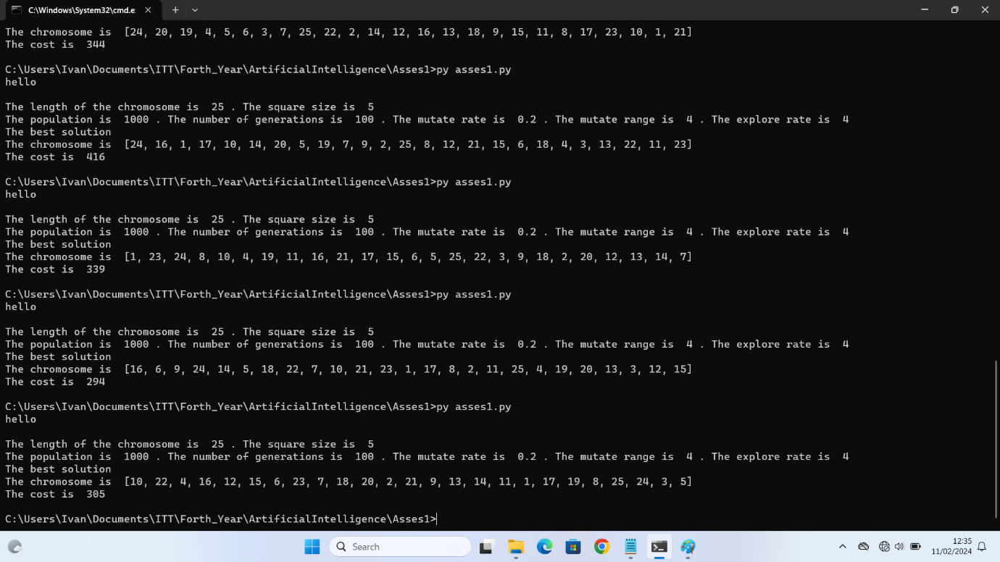 C:\Windows\System32\cmd.e:
The chromosome is  [24, 20, 19, 4, 5, 6, 3, 7, 25, 22, 2, 14, 12, 16, 13, 18, 9, 15, 11, 8, 17, 23, 10, 1, 21]
The cost is  344
C:\Users\Ivan\Documents\ITT\Forth_Year\ArtificialIntelligence\Asses1>py asses1.py
hello
The length of the chromosome is  25 . The square size is  5
The population is  1000 . The number of generations is  100 . The mutate rate is  0.2 . The mutate range is  4 . The explore rate is  4
The best solution
The chromosome is  [24, 16, 1, 17, 10, 14, 20, 5, 19, 7, 9, 2, 25, 8, 12, 21, 15, 6, 18, 4, 3, 13, 22, 11, 23]
The cost is  416
C:\Users\Ivan\Documents\ITT\Forth_Year\ArtificialIntelligence\Asses1>py asses1.py
hello
The length of the chromosome is  25 . The square size is  5
The population is  1000 . The number of generations is  100 . The mutate rate is  0.2 . The mutate range is  4 . The explore rate is  4
The best solution
The chromosome is  [1, 23, 24, 8, 10, 4, 19, 11, 16, 21, 17, 15, 6, 5, 25, 22, 3, 9, 18, 2, 20, 12, 13, 14, 7]
The cost is  339
C:\Users\Ivan\Documents\ITT\Forth_Year\ArtificialIntelligence\Asses1>py asses1.py
hello
The length of the chromosome is  25 . The square size is  5
The population is  1000 . The number of generations is  100 . The mutate rate is  0.2 . The mutate range is  4 . The explore rate is  4
The best solution
The chromosome is  [16, 6, 9, 24, 14, 5, 18, 22, 7, 10, 21, 23, 1, 17, 8, 2, 11, 25, 4, 19, 20, 13, 3, 12, 15]
The cost is  294
C:\Users\Ivan\Documents\ITT\Forth_Year\ArtificialIntelligence\Asses1>py asses1.py
hello
The length of the chromosome is  25 . The square size is  5
The population is  1000 . The number of generations is  100 . The mutate rate is  0.2 . The mutate range is  4 . The explore rate is  4
The best solution
The chromosome is  [10, 22, 4, 16, 12, 15, 6, 23, 7, 18, 20, 2, 21, 9, 13, 14, 11, 1, 17, 19, 8, 25, 24, 3, 5]
The cost is  305
C:\Users\Ivan\Documents\ITT\Forth_Year\ArtificialIntelligence\Asses1>
Search
12:35
11/02/2024